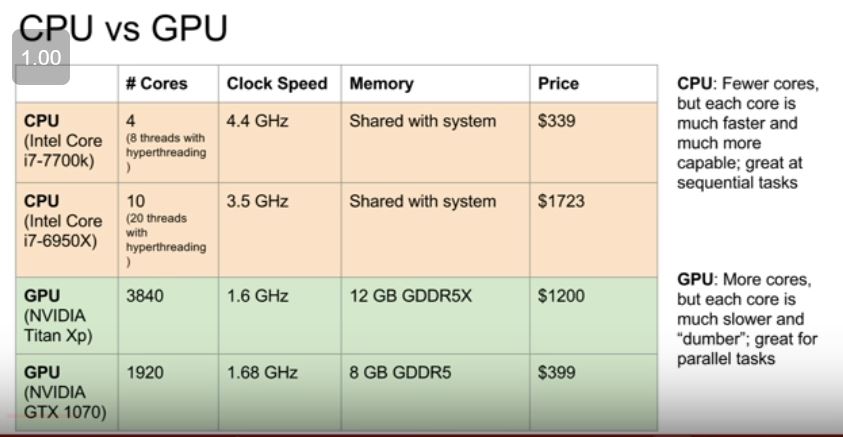 CPU vs GPU
1.00
# Cores Clock Speed Memory Price
CPU 4 4.4 GHz Shared with system $339
(Intel Core (8 threads with
i7-7700k) hyperthreading
)
CPU 10 3.5 GHz Shared with system $1723
(Intel Core (20 threads
i7-6950X) with
hyperthreading
)
GPU 3840 1.6 GHz 12 GB GDDR5X $1200
(NVIDIA
Titan Xp)
GPU 1920 1.68 GHz 8 GB GDDR5 $399
(NVIDIA
GTX 1070)
CPU: Fewer cores,
but each core is
much faster and
much more
capable; great at
sequential tasks
GPU: More cores,
but each core is
much slower and
“dumber”; great for
parallel tasks